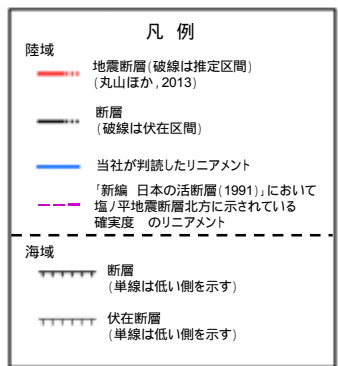 凡 例
陸域
地震断層(破線は推定区間)
(丸山ほか,2013)
断層
(破線は伏在区間)
当社が判読したリニアメント
「新編 日本の活断層(1991)」において
塩ノ平地震断層北方に示されている
確実度 のリニアメント
海域
断層
(単線は低い側を示す)
伏在断層
(単線は低い側を示す)